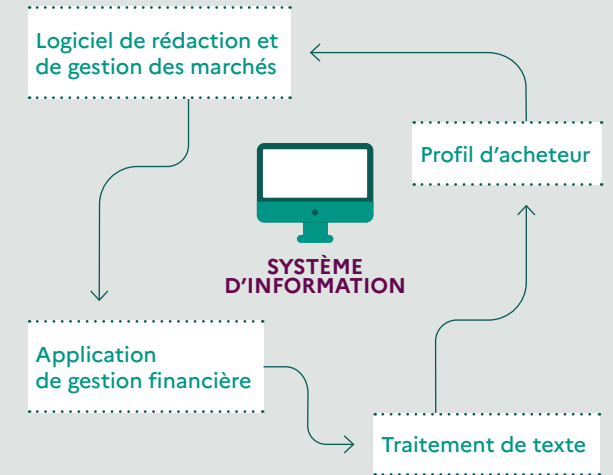 Logiciel de rédaction et
de gestion des marchés
Profil d'acheteur
SYSTÈME
D'INFORMATION
Application
de gestion financière
Traitement de texte